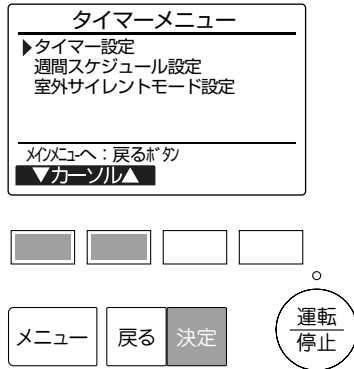 タイマーメニュー
▶タイマー設定
週間スケジュール設定
室外サイレントモード設定
メインメニューへ：戻るボタン
▼カーソル▲
メニュー 戻る 決定 運転
停止